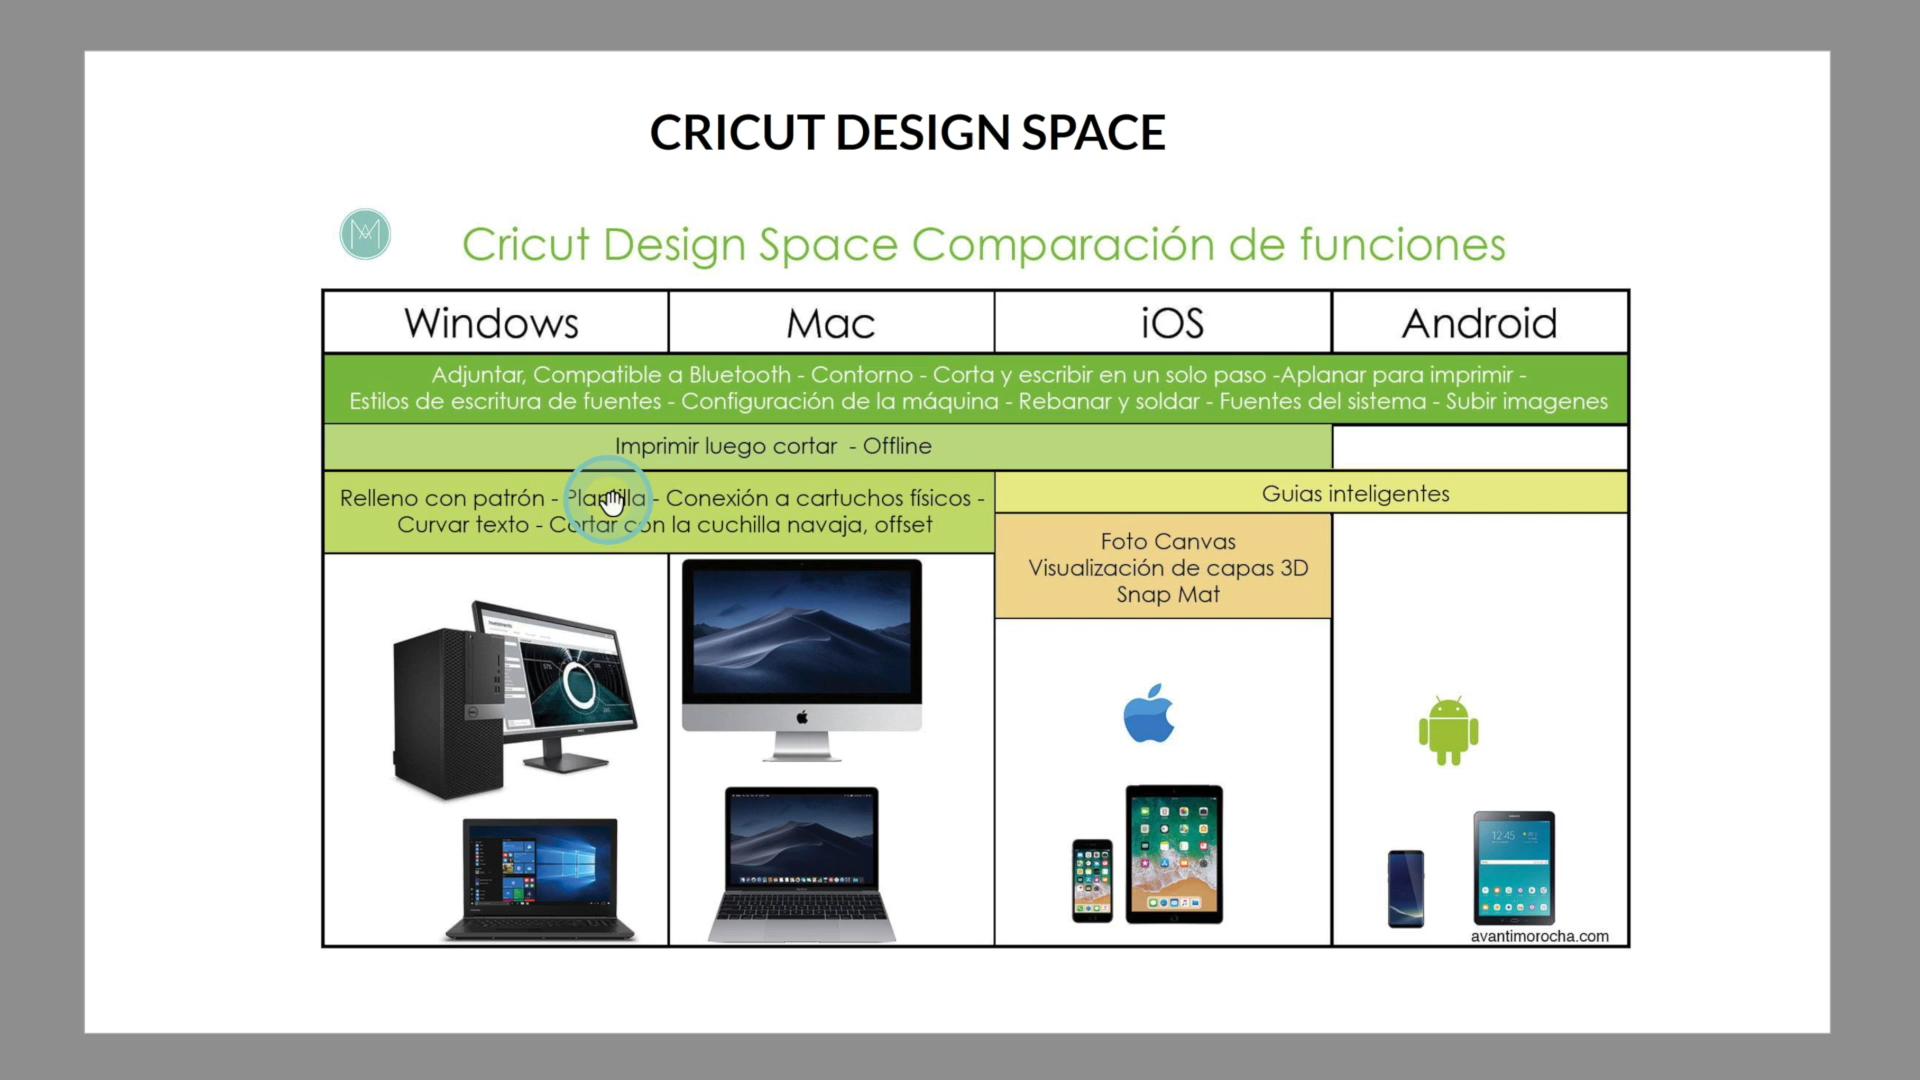 CRICUT DESIGN SPACE
Cricut Design Space Comparación de funciones
Windows
Mac
iOS
Android
Adjuntar, Compatible a Bluetooth - Contorno - Corta y escribir en un solo paso -Aplanar para imprimir -
Estilos de escritura de fuentes - Configuración de la máquina - Rebanar y soldar - Fuentes del sistema - Subir imagenes
Imprimir luego cortar - Offline
Relleno con patrón - Plantilla - Conexión a cartuchos físicos -
Curvar texto - Cortar con la cuchilla navaja, offset
Guias inteligentes
Foto Canvas
Visualización de capas 3D
Snap Mat
12:45
avantimorocha.com